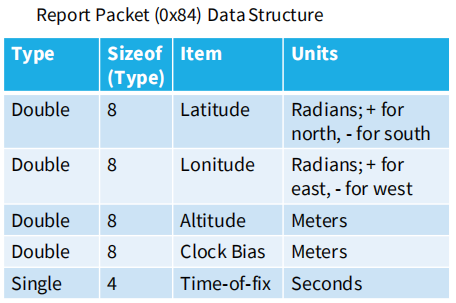 Report Packet (0x84) Data Structure
Type Sizeof Item Units
(Type)
Double 8 Latitude Radians; + for
north, - for south
Double 8 Lonitude Radians; + for
east, - for west
Double 8 Altitude Meters
Double 8 Clock Bias Meters
Single 4 Time-of-fix Seconds